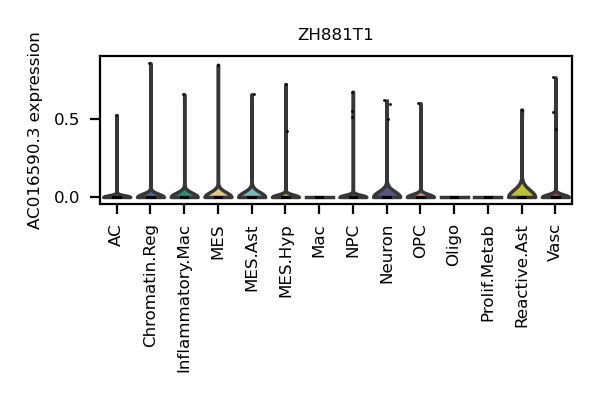 ZH881T1
AC016590.3 expression
0.5
0.0
AC
Chromatin.Reg
Inflammatory.Mac
MES
MES.Ast
MES.Hyp
Mac
NPC
Neuron
OPC
Oligo
Prolif.Metab
Reactive.Ast
Vasc